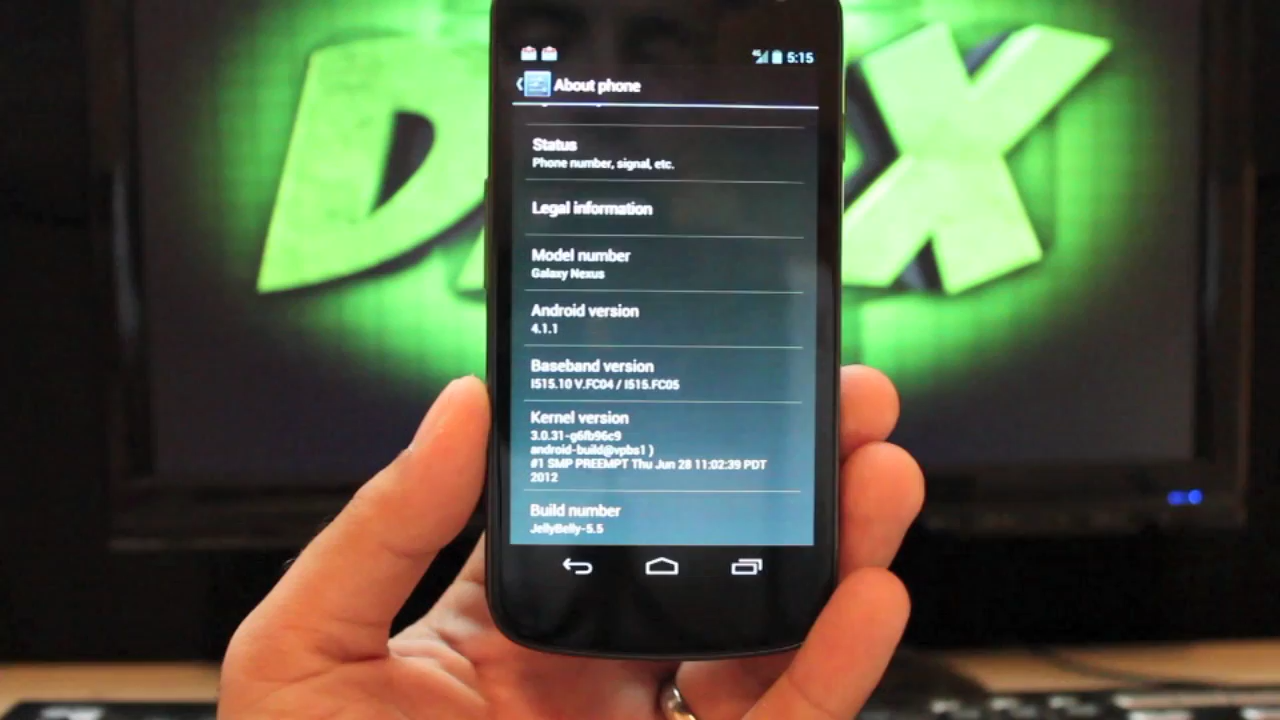 5:15
About phone
Status
Phone number, signal, etc.
Legal information
Model number
Galaxy Nexus
Android version
4.1.1
Baseband version
I515.10 V.FC04 / I515.FC05
Kernel version
3.0.31-g6fb96c9
android-build@vpbs1 )
#1 SMP PREEMPT Thu Jun 28 11:02:39 PDT
2012
Build number
JellyBelly-5.5